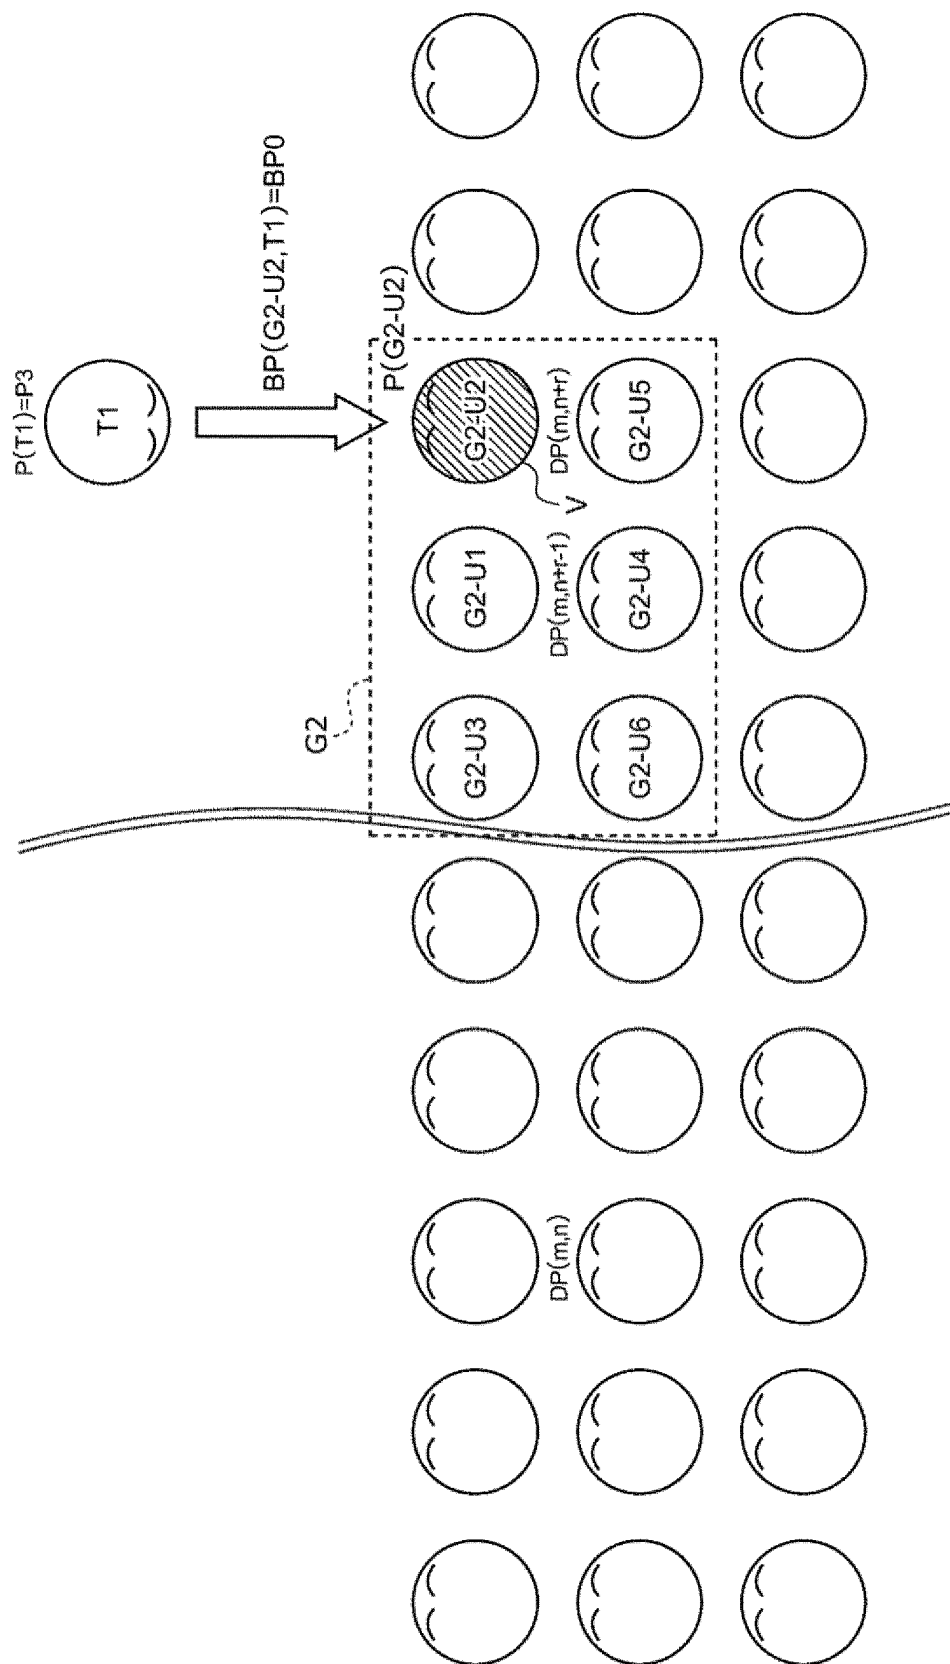 P(T1)=P3
T1
BP(G2-U2,T1)=BP0
G2
P(G2-U2)
G2-U3
G2-U1
G2-U2
V
DP(m,n)
DP(m,n+r-1)
DP(m,n+r)
G2-U6
G2-U4
G2-U5